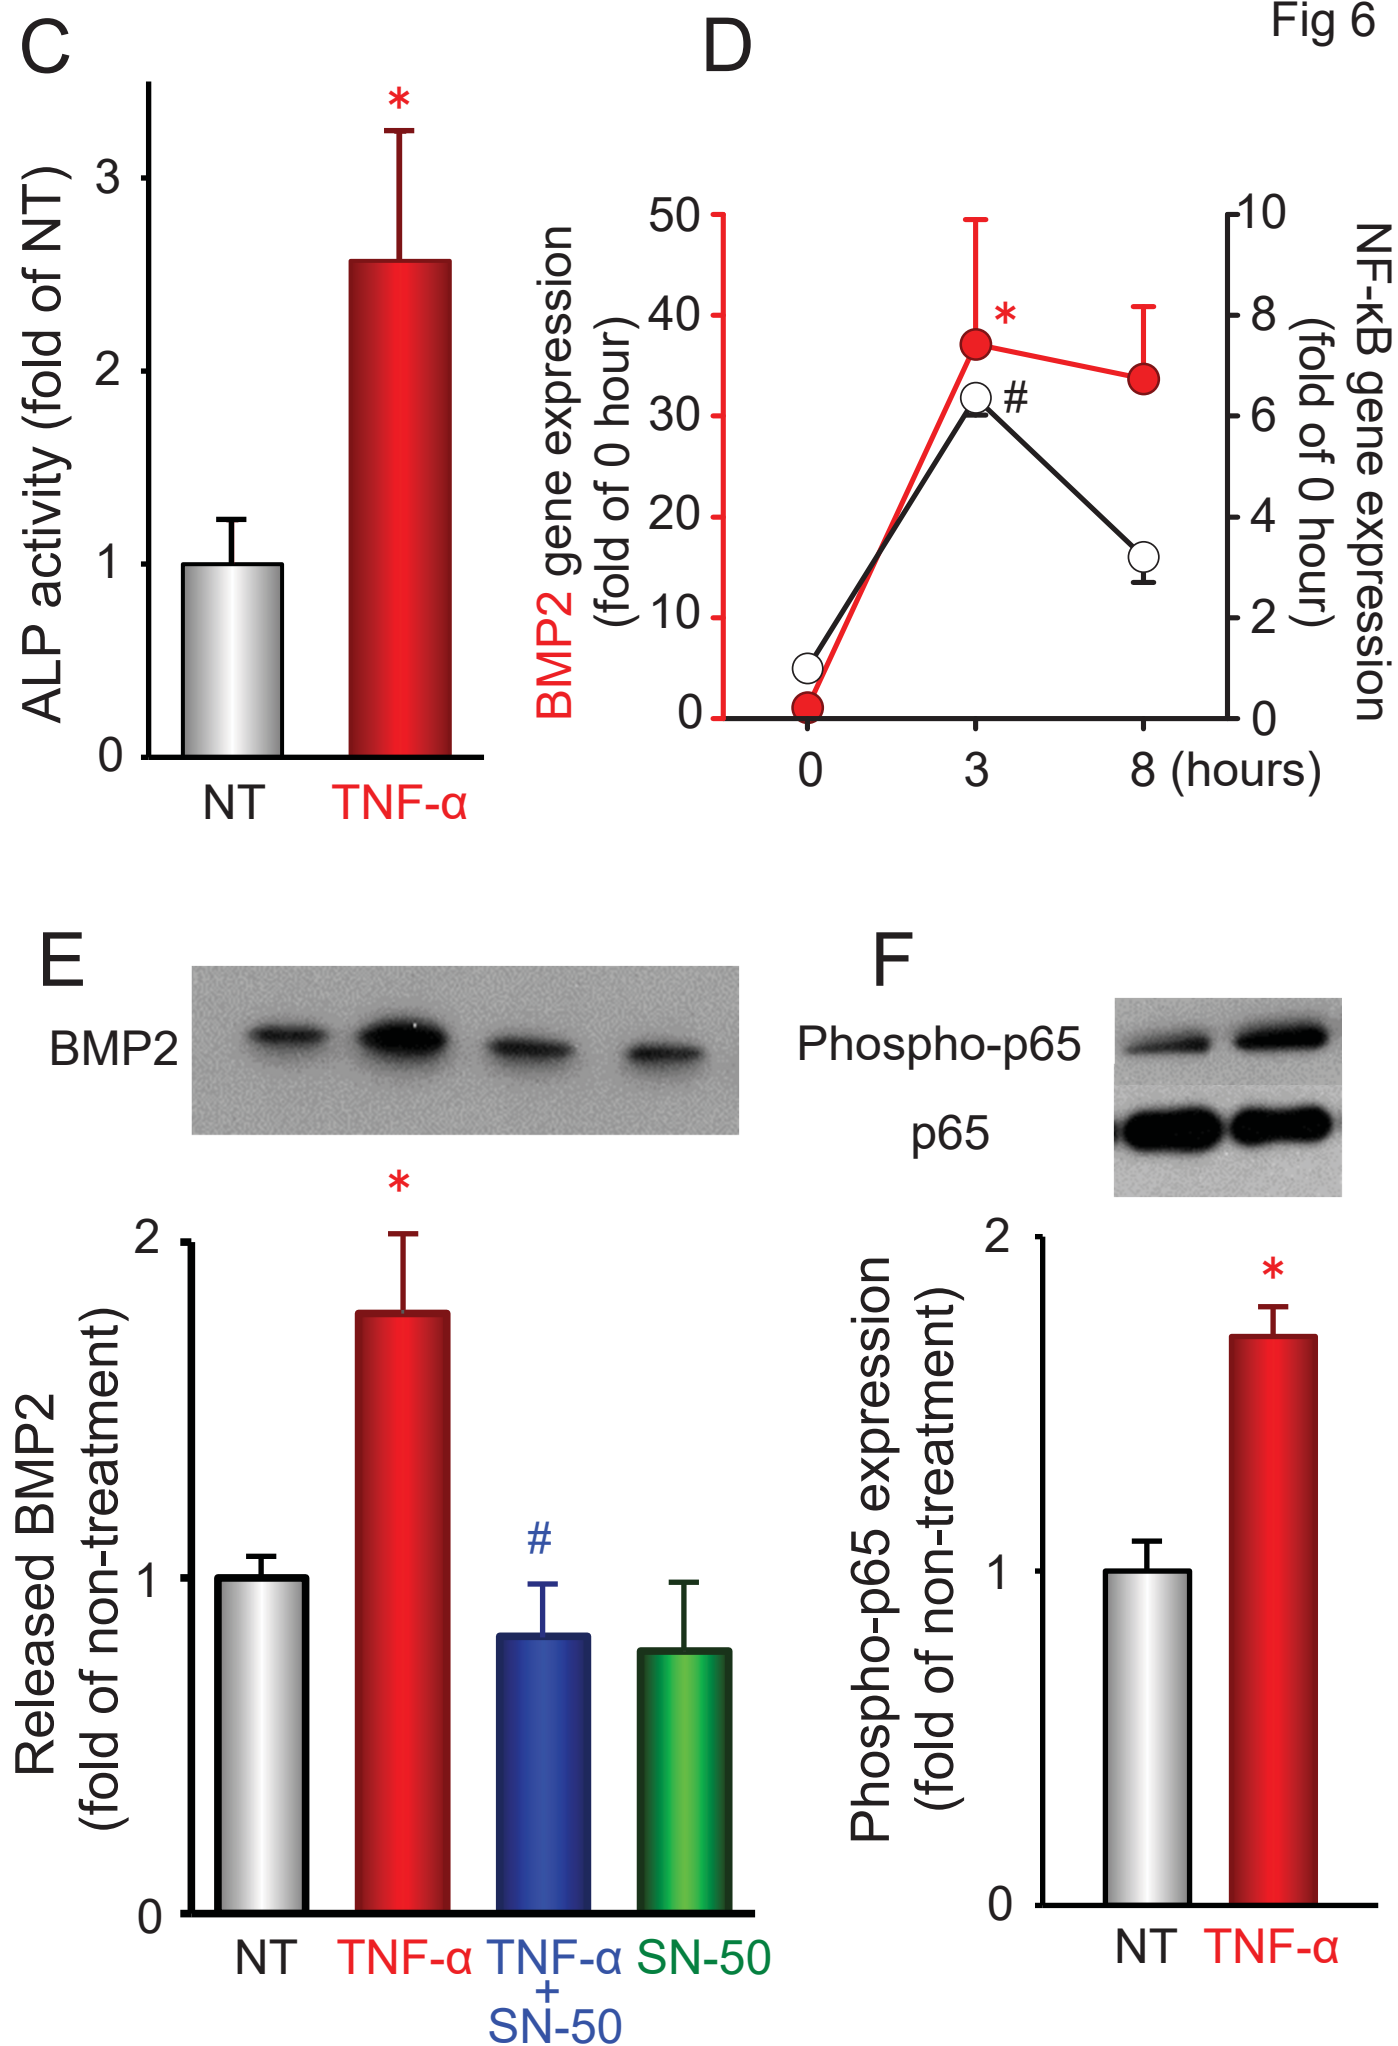 Fig 6
C
ALP activity (fold of NT)
3
2
1
0
*
NT
TNF-α
D
BMP2 gene expression
(fold of 0 hour)
50
40
30
20
10
0
*
#
10
8
6
4
2
0
NF-κB gene expression
(fold of 0 hour)
0 3 8 (hours)
E
BMP2
Released BMP2
(fold of non-treatment)
2
1
0
*
#
NT
TNF-α
TNF-α
+
SN-50
SN-50
F
Phospho-p65
p65
Phospho-p65 expression
(fold of non-treatment)
2
1
0
*
NT
TNF-α